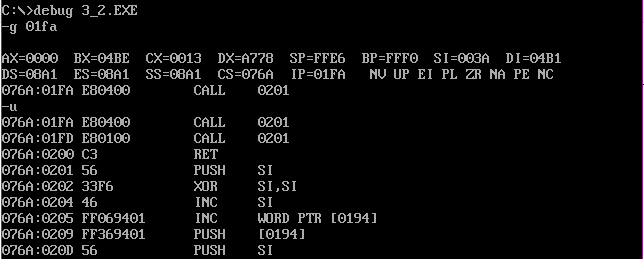 C:\>debug 3_2.EXE
-g 01fa
AX=0000 BX=04BE CX=0013 DX=A778 SP=FFE6 BP=FFF0 SI=003A DI=04B1
DS=08A1 ES=08A1 SS=08A1 CS=076A IP=01FA NV UP EI PL ZR NA PE NC
076A:01FA E80400 CALL 0201
-u
076A:01FA E80400 CALL 0201
076A:01FD E80100 CALL 0201
076A:0200 C3 RET
076A:0201 56 PUSH SI
076A:0202 33F6 XOR SI,SI
076A:0204 46 INC SI
076A:0205 FF069401 INC WORD PTR [0194]
076A:0209 FF369401 PUSH [0194]
076A:020D 56 PUSH SI